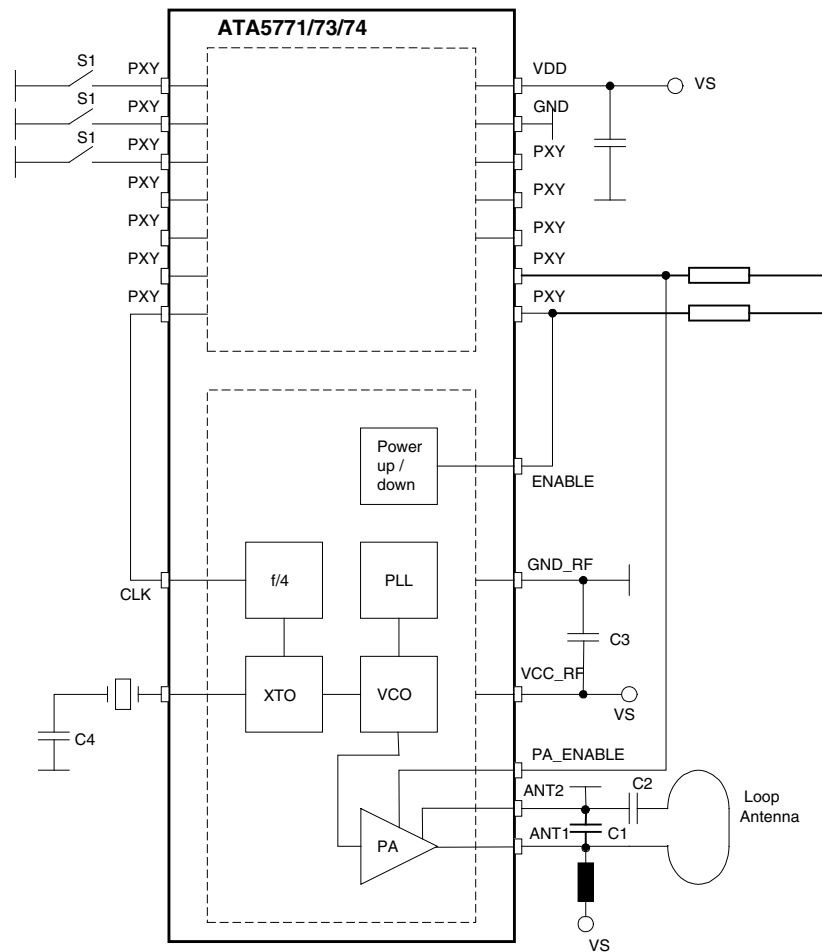 ATA5771/73/74
S1
PXY
VDD
VS
S1
PXY
GND
S1
PXY
PXY
PXY
PXY
PXY
PXY
PXY
PXY
PXY
PXY
Power
up /
down
ENABLE
f/4
PLL
GND_RF
CLK
C3
XTO
VCO
VCC_RF
VS
C4
PA_ENABLE
ANT2
C2
Loop
Antenna
PA
ANT1
C1
VS